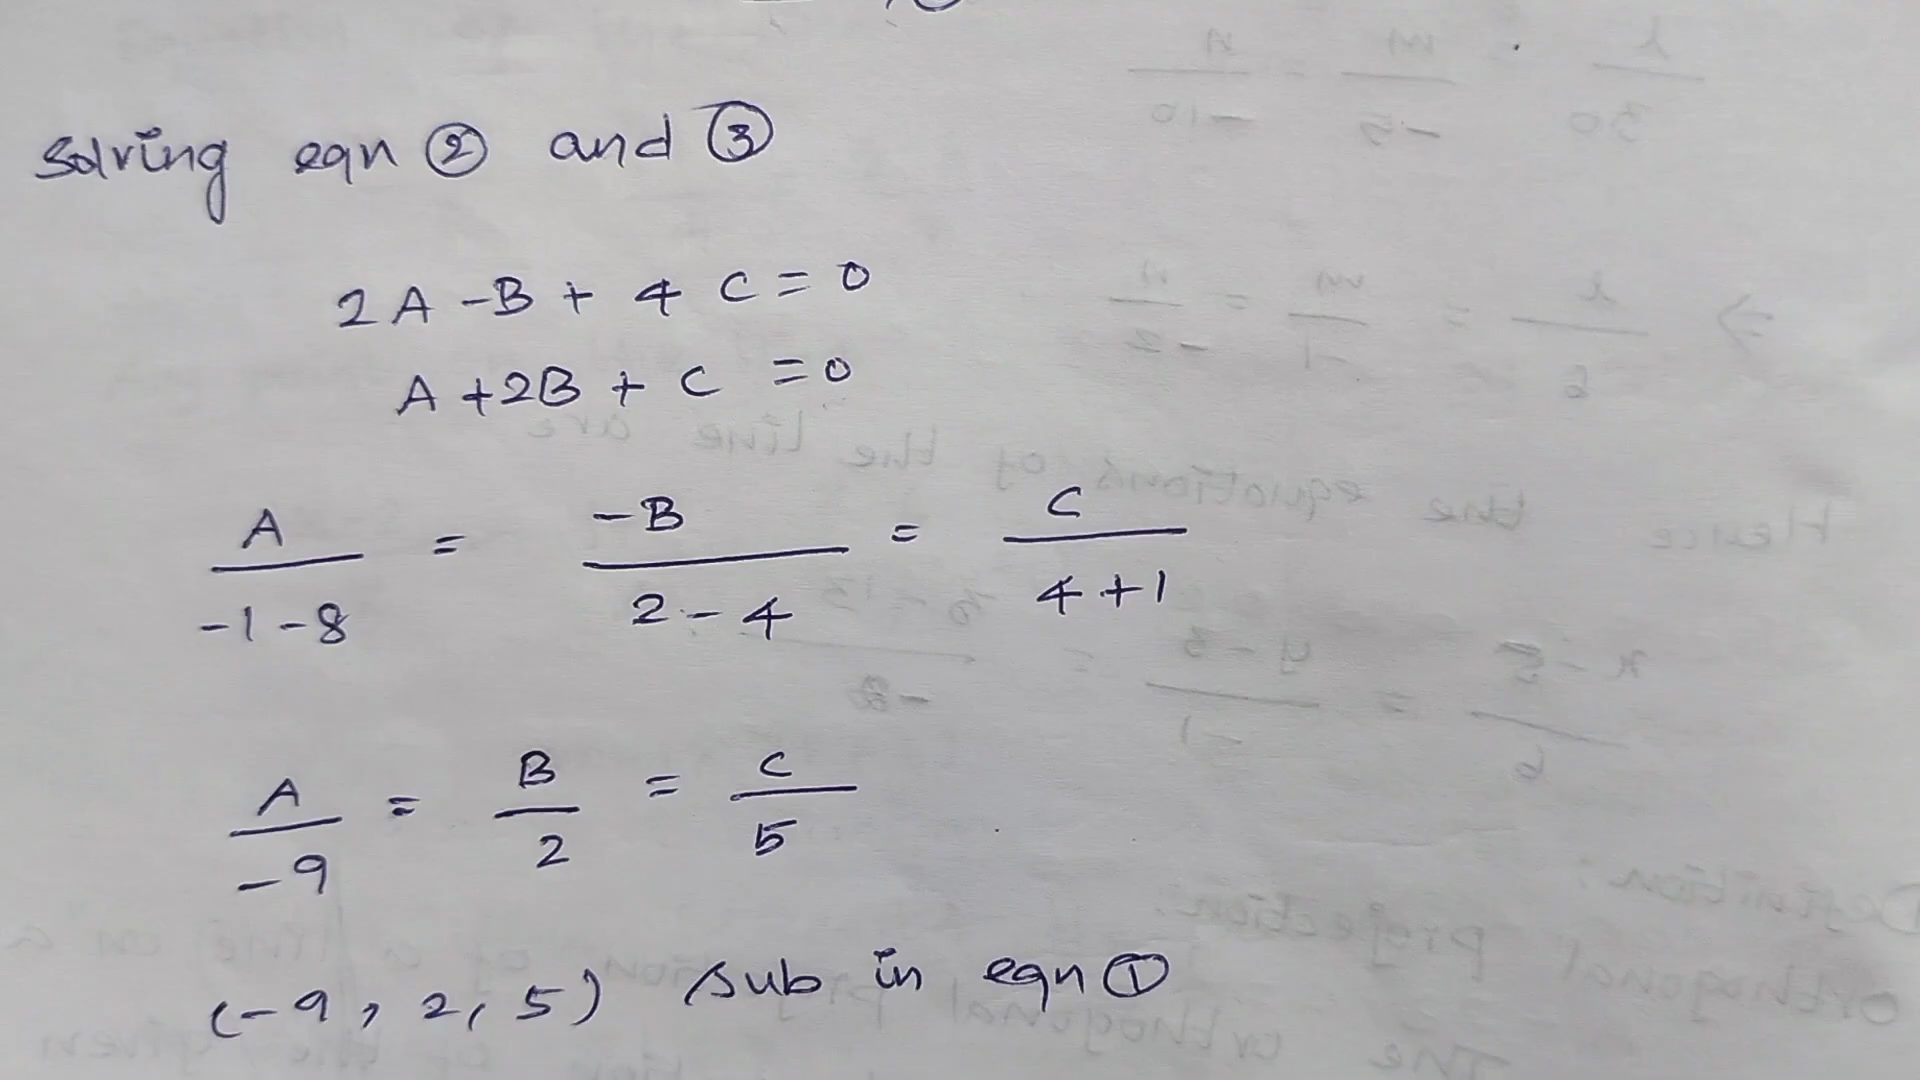 Solving eqn ② and ③
2A - B + 4C = 0
A + 2B + C = 0
A/-1-8 = -B/2-4 = C/4+1
A/-9 = B/2 = C/5
(-9, 2, 5) sub in eqn ①